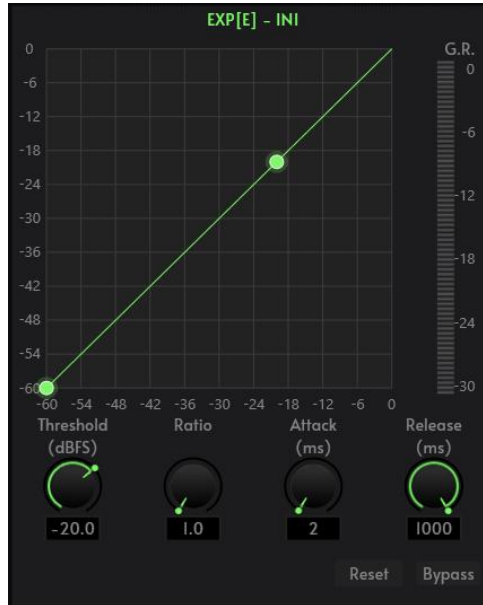 EXP[E] - INI
0
-6
-12
-18
-24
-30
-36
-42
-48
-54
-60
-60 -54 -48 -42 -36 -30 -24 -18 -12 -6 0
G.R.
0
-6
-12
-18
-24
-30
Threshold Ratio Attack Release
(dBFS) (ms) (ms)
-20.0 1.0 2 1000
Reset Bypass